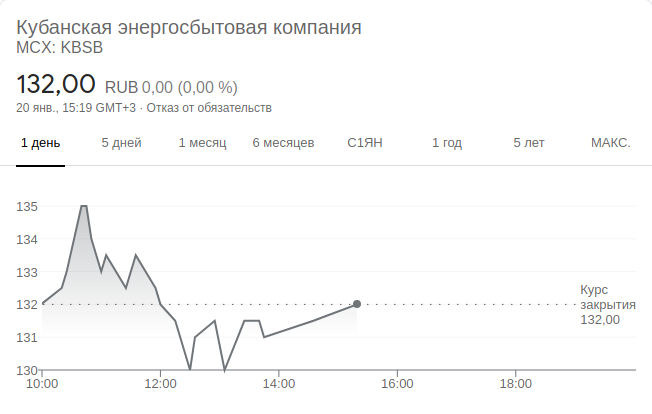 Кубанская энергосбытовая компания
MCX: KBSB
132,00 RUB 0,00 (0,00 %)
20 янв., 15:19 GMT+3 · Отказ от обязательств
1 день 5 дней 1 месяц 6 месяцев С1ЯН 1 год 5 лет МАКС.
135
134
133
132
131
130
Курс
закрытия
132,00
10:00 12:00 14:00 16:00 18:00